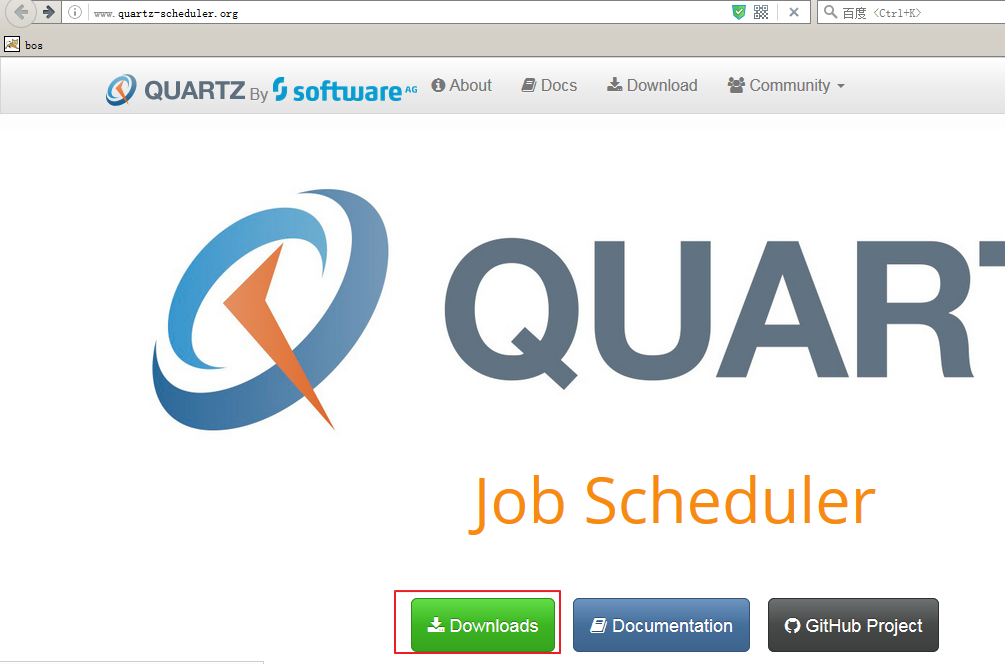 www.quartz-scheduler.org
百度 <Ctrl+K>
bos
QUARTZ By software AG About Docs Download Community
QUART
Job Scheduler
Downloads Documentation GitHub Project